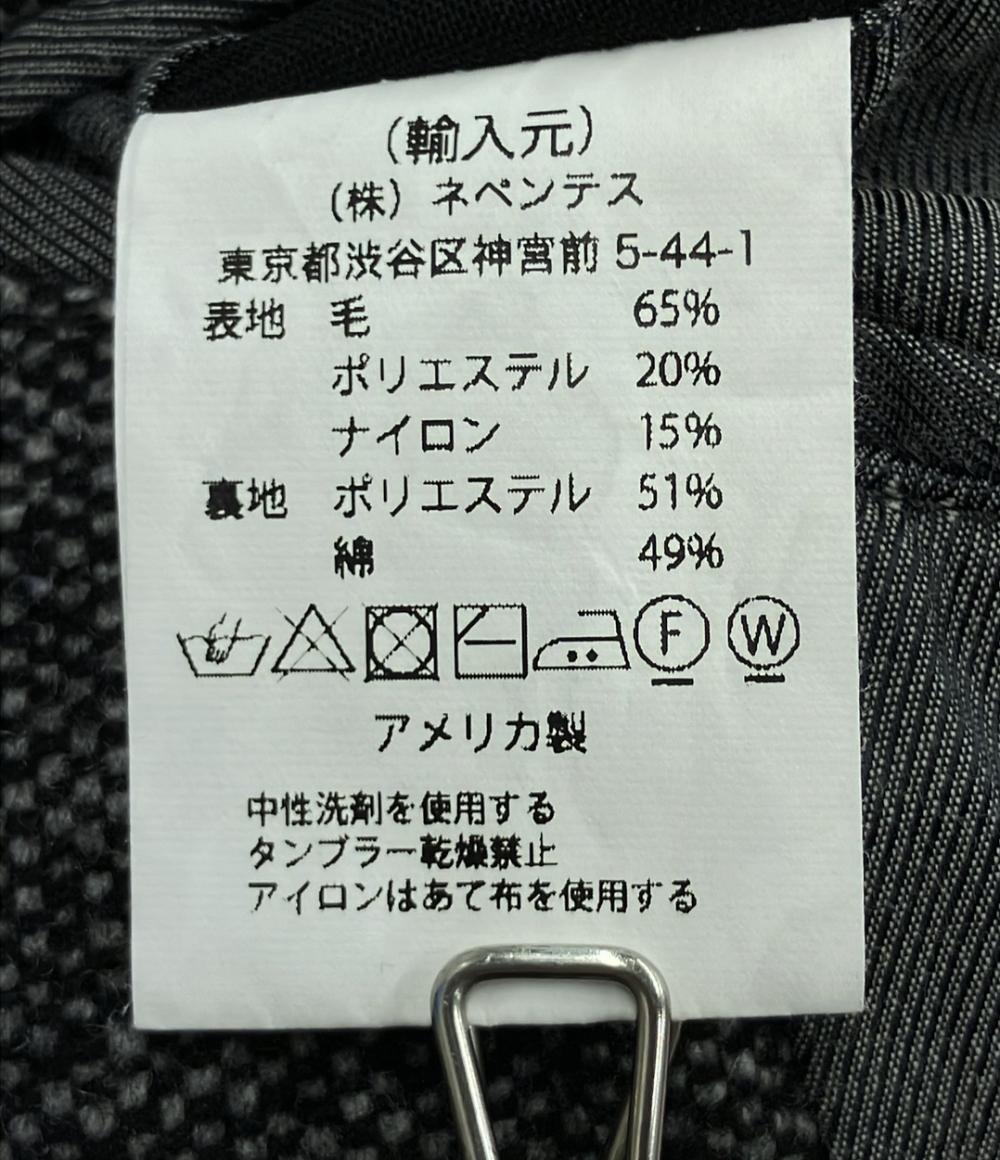 (輸入元)
(株) ネペンテス
東京都渋谷区神宮前 5-44-1
表地 毛 65%
ポリエステル 20%
ナイロン 15%
裏地 ポリエステル 51%
綿 49%
F W
アメリカ製
中性洗剤を使用する
タンブラー乾燥禁止
アイロンはあて布を使用する